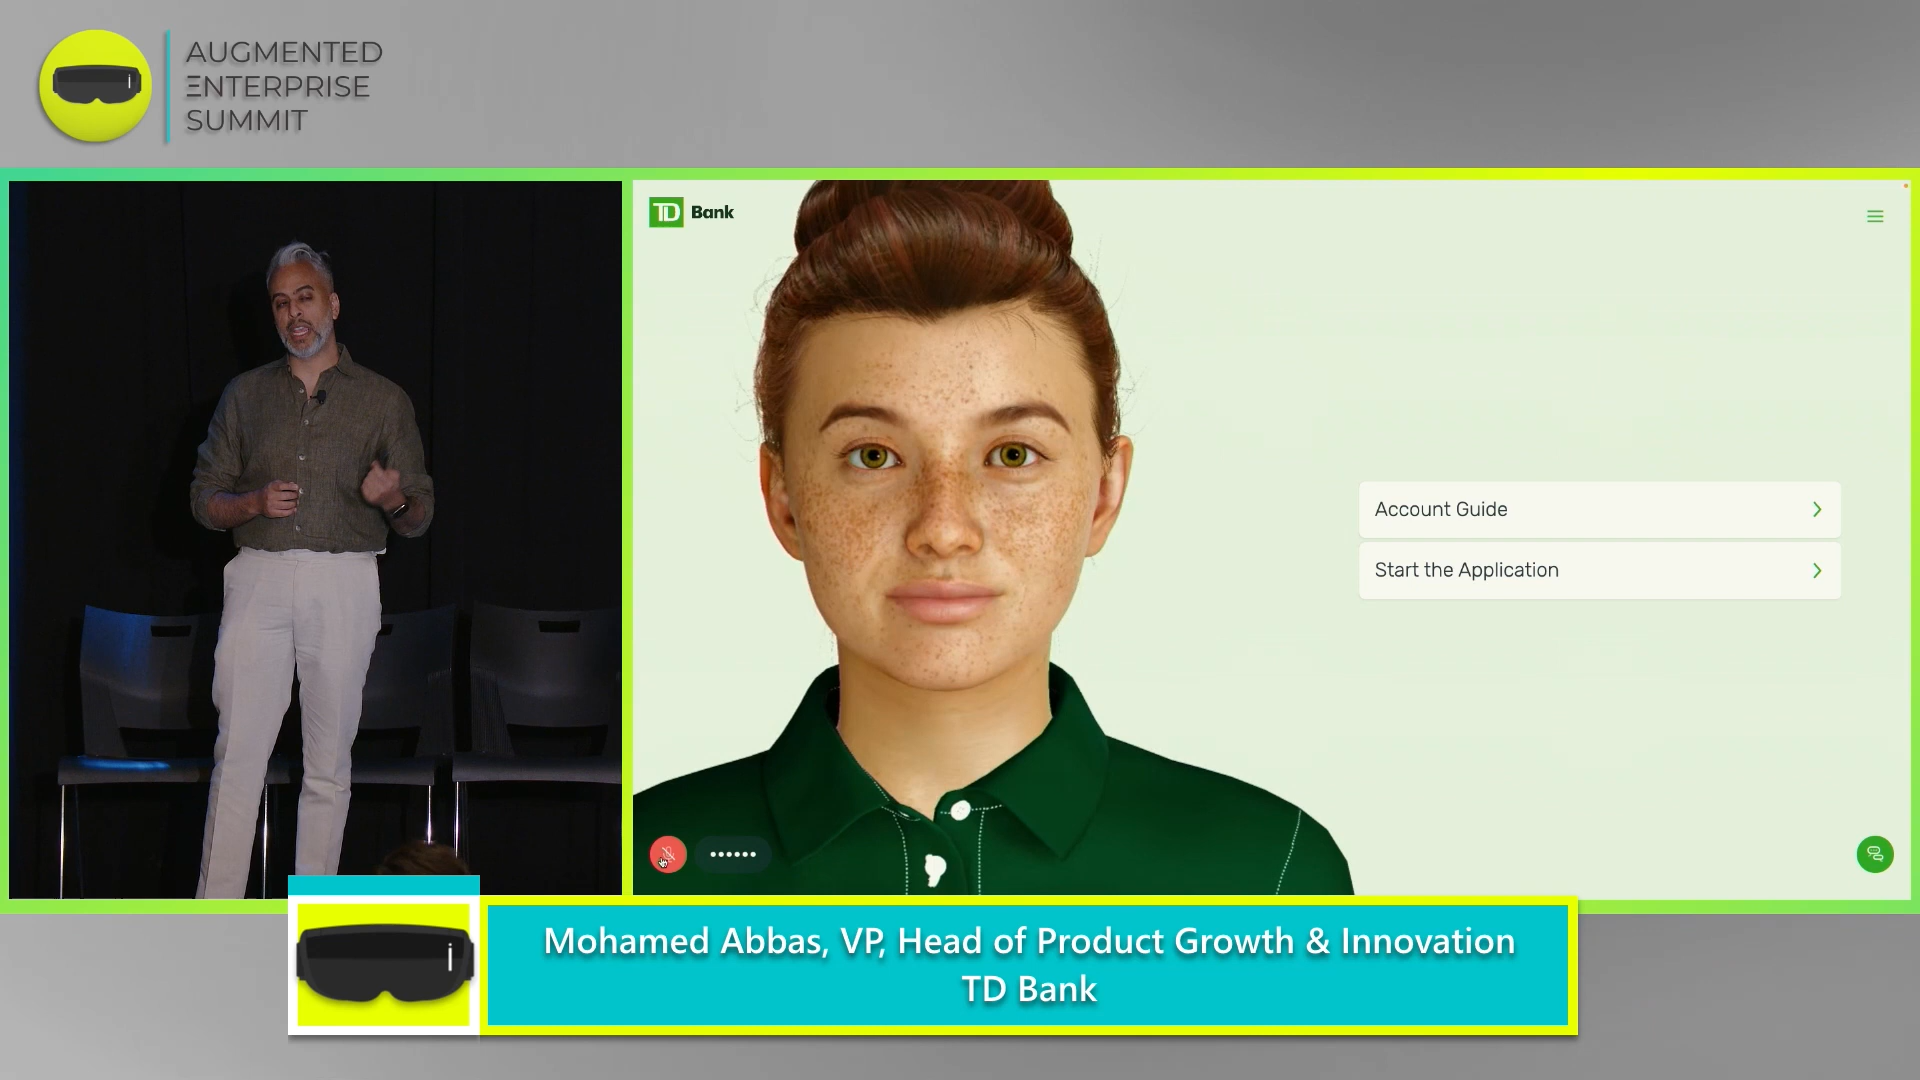 AUGMENTED
ENTERPRISE
SUMMIT
TD Bank
Account Guide
Start the Application
Mohamed Abbas, VP, Head of Product Growth & Innovation
TD Bank